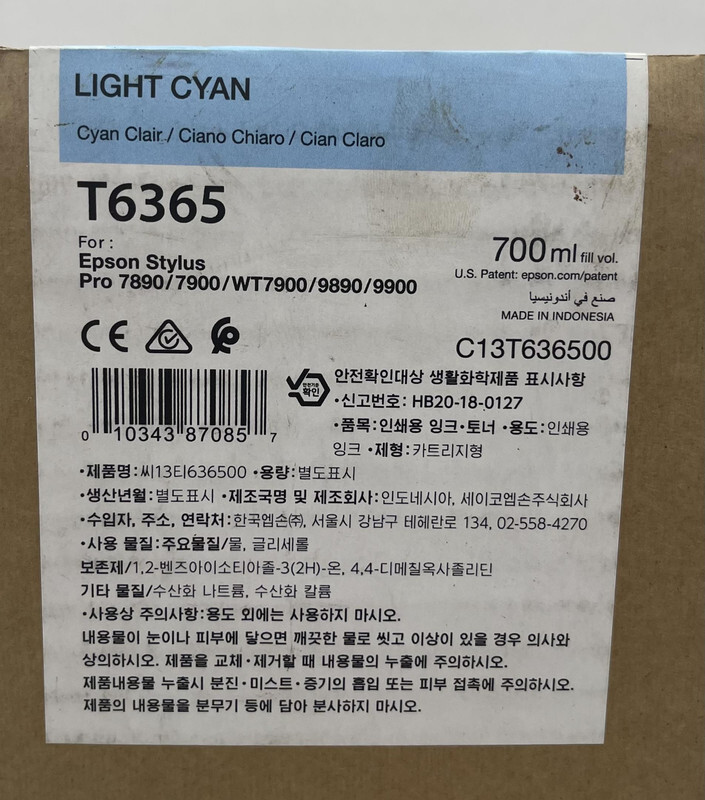 LIGHT CYAN
Cyan Clair / Ciano Chiaro / Cian Claro
T6365
For :
Epson Stylus
Pro 7890/7900/WT7900/9890/9900
700ml fill vol.
U.S. Patent: epson.com/patent
صنع في أندونيسيا
MADE IN INDONESIA
CE
C13T636500
0 10343 87085 7
안전기준
확인
안전확인대상 생활화학제품 표시사항
•신고번호: HB20-18-0127
•품목:인쇄용 잉크•토너 •용도:인쇄용
잉크 •제형:카트리지형
•제품명:씨13티636500 •용량:별도표시
•생산년월:별도표시 •제조국명 및 제조회사:인도네시아, 세이코엡손주식회사
•수입자, 주소, 연락처:한국엡손㈜, 서울시 강남구 테헤란로 134, 02-558-4270
•사용 물질:주요물질/물, 글리세롤
보존제/1,2-벤즈아이소티아졸-3(2H)-온, 4,4-디메칠옥사졸리딘
기타 물질/수산화 나트륨, 수산화 칼륨
•사용상 주의사항:용도 외에는 사용하지 마시오.
내용물이 눈이나 피부에 닿으면 깨끗한 물로 씻고 이상이 있을 경우 의사와
상의하시오. 제품을 교체•제거할 때 내용물의 누출에 주의하시오.
제품내용물 누출시 분진•미스트•증기의 흡입 또는 피부 접촉에 주의하시오.
제품의 내용물을 분무기 등에 담아 분사하지 마시오.